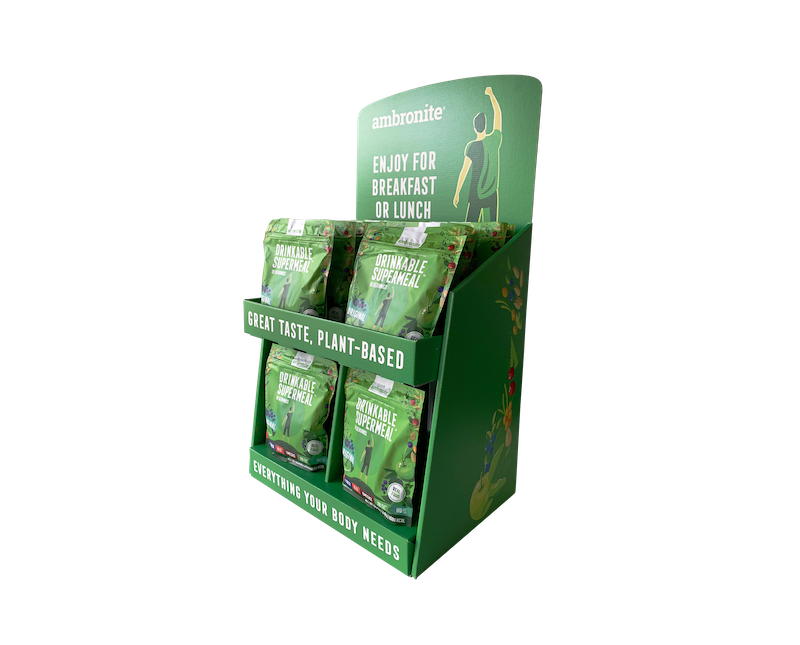 ambronite
ENJOY FOR
BREAKFAST
OR LUNCH
DRINKABLE
SUPERMEAL
DRINKABLE
SUPERMEAL
ORIGINAL
GREAT TASTE, PLANT-BASED
DRINKABLE
SUPERMEAL
DRINKABLE
SUPERMEAL
EVERYTHING YOUR BODY NEEDS